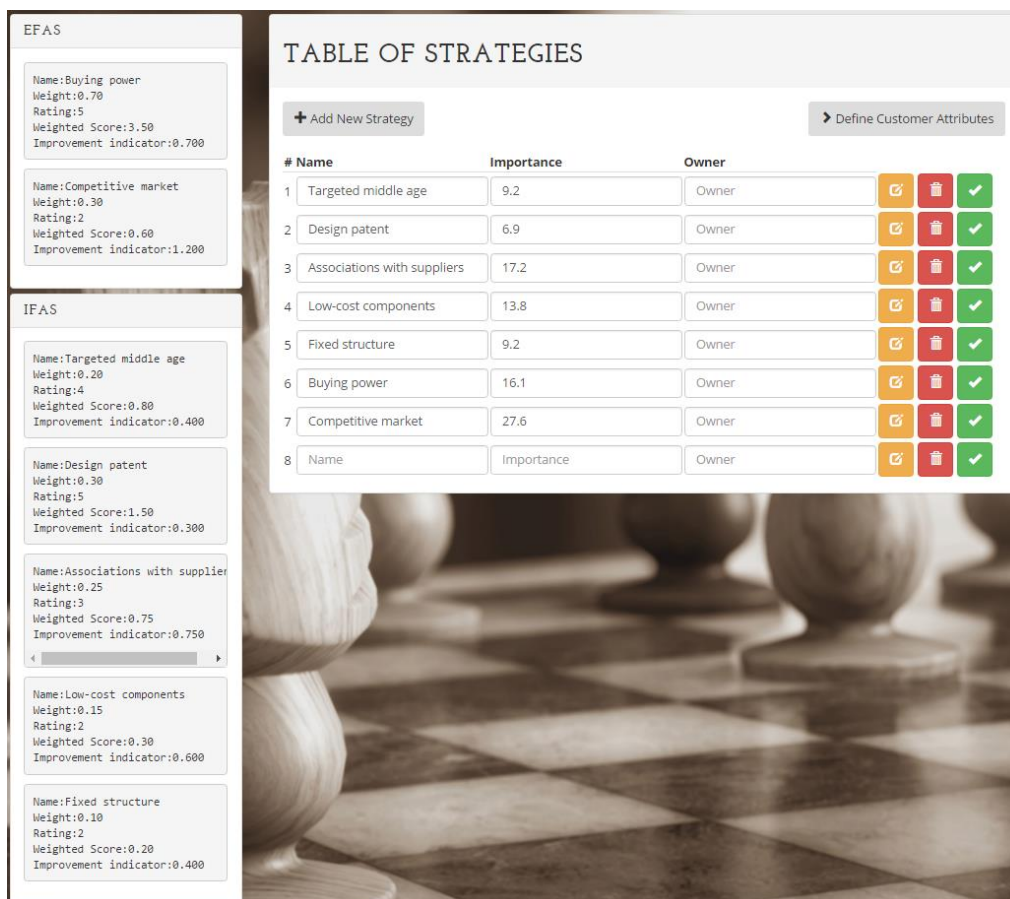 EFAS
Name:Buying power
Weight:0.70
Rating:5
Weighted Score:3.50
Improvement indicator:0.700
Name:Competitive market
Weight:0.30
Rating:2
Weighted Score:0.60
Improvement indicator:1.200
IFAS
Name:Targeted middle age
Weight:0.20
Rating:4
Weighted Score:0.80
Improvement indicator:0.400
Name:Design patent
Weight:0.30
Rating:5
Weighted Score:1.50
Improvement indicator:0.300
Name:Associations with supplier
Weight:0.25
Rating:3
Weighted Score:0.75
Improvement indicator:0.750
Name:Low-cost components
Weight:0.15
Rating:2
Weighted Score:0.30
Improvement indicator:0.600
Name:Fixed structure
Weight:0.10
Rating:2
Weighted Score:0.20
Improvement indicator:0.400
TABLE OF STRATEGIES
Add New Strategy
Define Customer Attributes
# Name Importance Owner
1 Targeted middle age 9.2 Owner
2 Design patent 6.9 Owner
3 Associations with suppliers 17.2 Owner
4 Low-cost components 13.8 Owner
5 Fixed structure 9.2 Owner
6 Buying power 16.1 Owner
7 Competitive market 27.6 Owner
8 Name Importance Owner